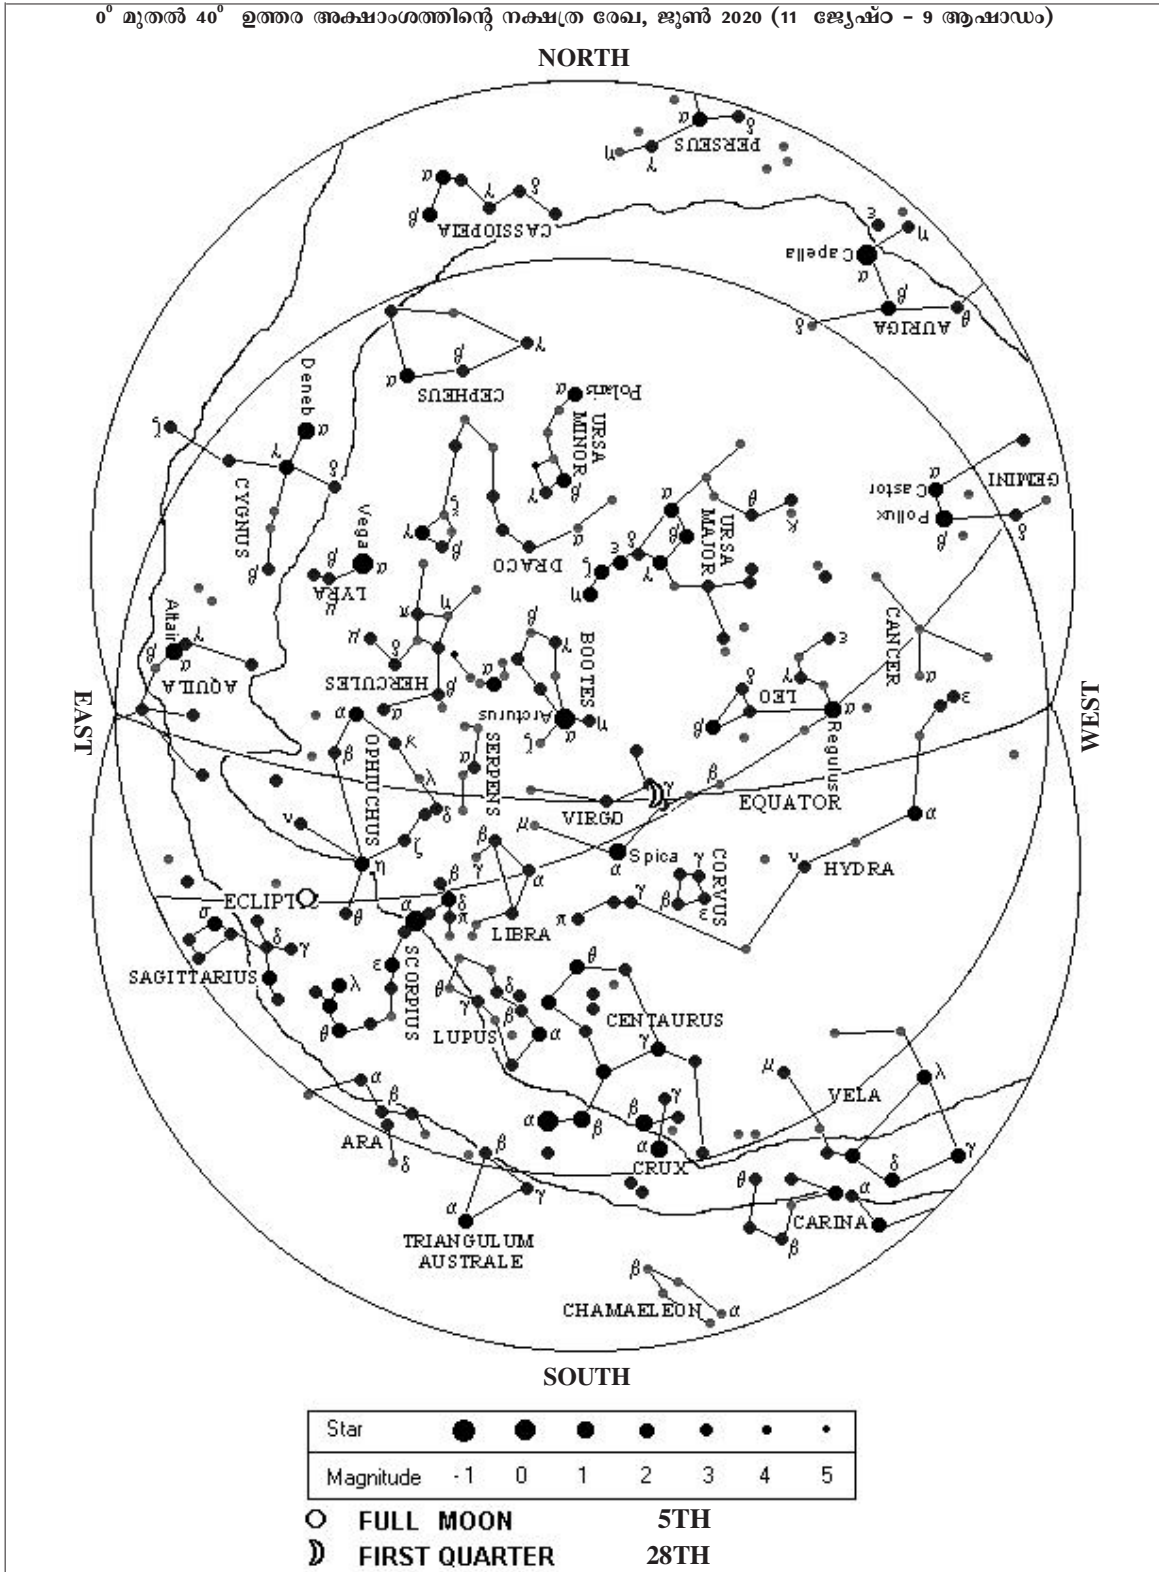 0° മുതൽ 40° ഉത്തര അക്ഷാംശത്തിന്റെ നക്ഷത്ര രേഖ, ജൂൺ 2020 (11 ജ്യേഷ്ഠ - 9 ആഷാഡം)
NORTH
α δ
PERSEUS
η γ
α γ δ
β
CASSIOPEIA
ε η
Capella
α
β
δ AURIGA θ
β γ
α
CEPHEUS
Deneb
α
ζ
γ
δ
CYGNUS
β
α Polaris
URSA MINOR
γ β
α
Castor
GEMINI
Pollux
β δ
ζ
γ β
DRACO
α
α θ
κ
β
URSA MAJOR
δ
ε γ
ζ
η
Vega
β α
LYRA
μ
Altair
γ
β α
AQUILA
π η
μ
δ
HERCULES
β
α
β
γ
BOOTES
α
Arcturus
η
α
ζ
ε
γ
LEO
δ
β α
Regulus
CANCER
α
ε
EAST
WEST
α
β κ
OPHIUCHUS
λ
δ
ν
ζ
η
θ
SERPENS
α
γ β
EQUATOR
VIRGO
μ
Spica
α
β
γ
α
LIBRA
γ
CORVUS
β ε
α
ν
HYDRA
γ
π
ECLIPTIC
β
α δ
π
σ
δ γ
SAGITTARIUS
SCORPIUS
ε
λ
θ
θ
δ
γ β
α
LUPUS
θ
CENTAURUS
γ
α β
μ λ
VELA
δ γ
γ
β
α
CRUX
α
β
ARA
δ
β
α γ
TRIANGULUM
AUSTRALE
θ
α
CARINA
β
β
CHAMAELEON α
SOUTH
Star
Magnitude -1 0 1 2 3 4 5
FULL MOON 5TH
FIRST QUARTER 28TH